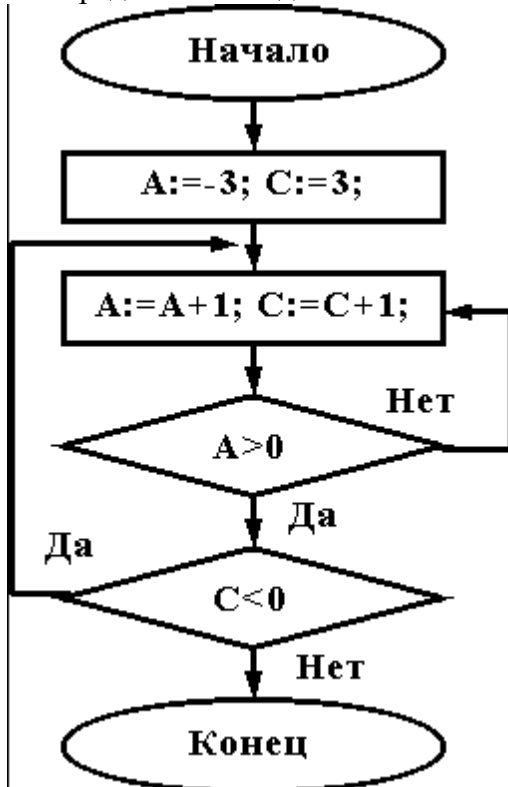 Начало
A:=-3; C:=3;
A:=A+1; C:=C+1;
Нет
A>0
Да
Да
C<0
Нет
Конец